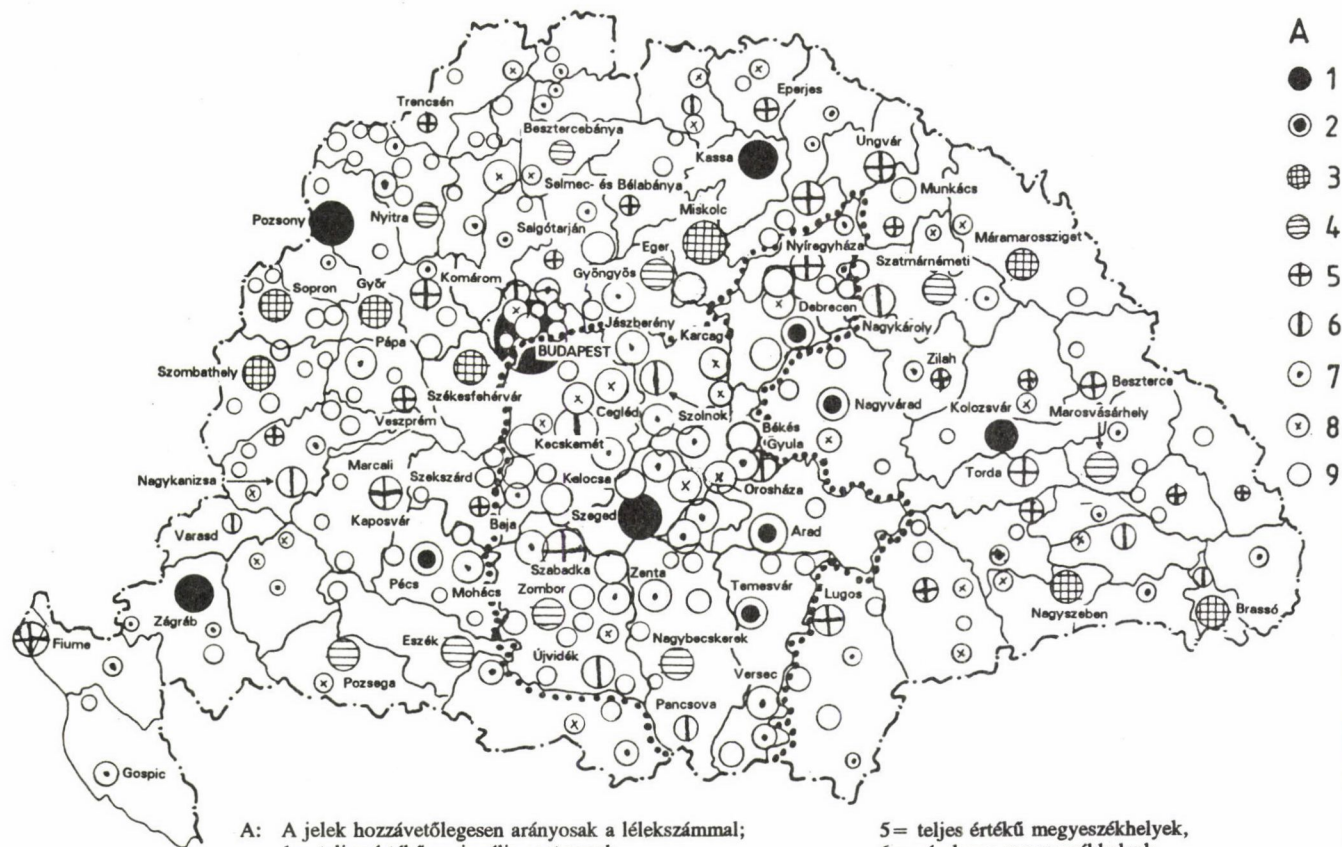 A
1
2
3
4
5
6
7
8
9
Trencsén
Eperjes
Besztercebánya
Kassa
Ungvár
Selmec- és Bélabánya
Munkács
Pozsony
Nyitra
Miskolc
Salgótarján
Nyíregyháza
Máramarossziget
Eger
Szatmárnémeti
Komárom
Gyöngyös
Sopron
Győr
Debrecen
Jászberény
Karcag
Nagykároly
Pápa
BUDAPEST
Zilah
Szombathely
Székesfehérvár
Beszterce
Cegléd
Szolnok
Nagyvárad
Kolozsvár
Marosvásárhely
Veszprém
Békés
Kecskemét
Gyula
Marcali
Szekszárd
Kalocsa
Torda
Nagykanizsa
Orosháza
Kaposvár
Baja
Szeged
Varasd
Arad
Szabadka
Zenta
Pécs
Mohács
Zombor
Temesvár
Lugos
Zágráb
Nagyszeben
Brassó
Fiume
Eszék
Nagybecskerek
Újvidék
Pozsega
Versec
Pancsova
Gospic
A: A jelek hozzávetőlegesen arányosak a lélekszámmal;
5= teljes értékű megyeszékhelyek,